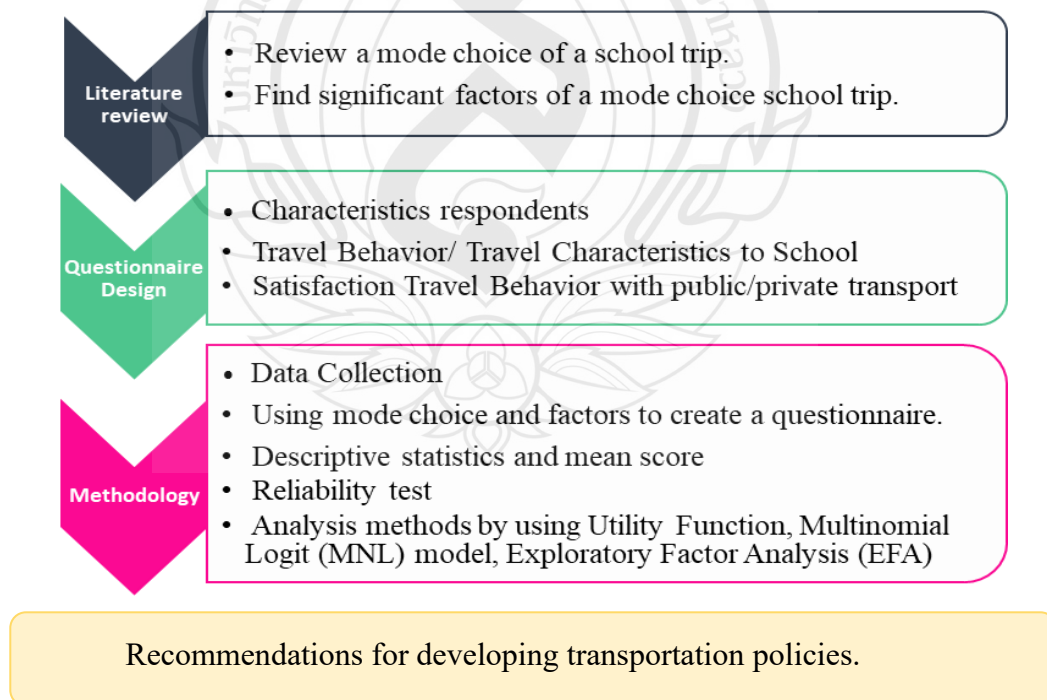 Literature
review
• Review a mode choice of a school trip.
• Find significant factors of a mode choice school trip.
Questionnaire
Design
• Characteristics respondents
• Travel Behavior/ Travel Characteristics to School
• Satisfaction Travel Behavior with public/private transport
Methodology
• Data Collection
• Using mode choice and factors to create a questionnaire.
• Descriptive statistics and mean score
• Reliability test
• Analysis methods by using Utility Function, Multinomial
Logit (MNL) model, Exploratory Factor Analysis (EFA)
Recommendations for developing transportation policies.